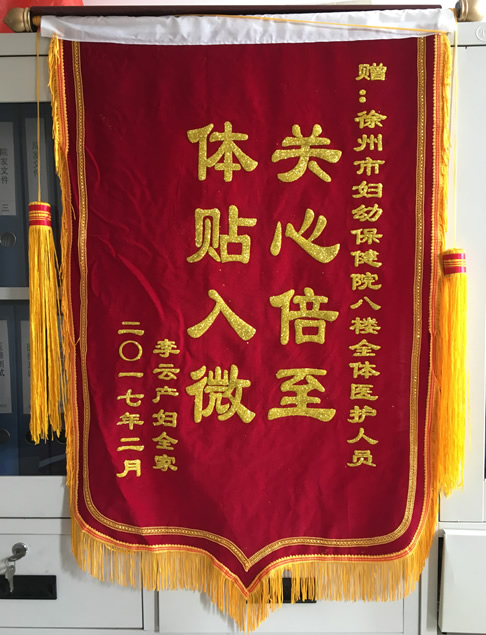 赠：徐州市妇幼保健院八楼全体医护人员
关心倍至
体贴入微
李云产妇全家
二〇一七年二月